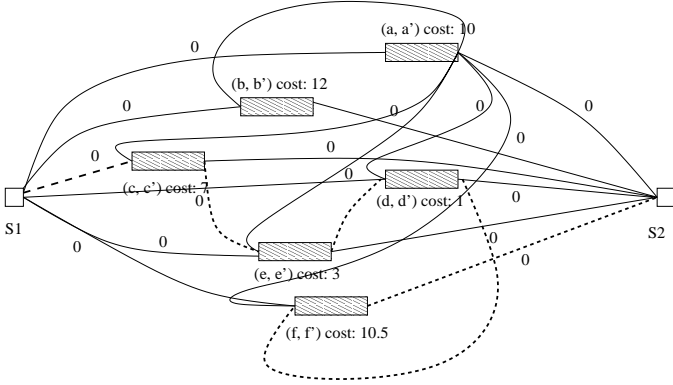 (a, a’) cost: 10
0
(b, b’) cost: 12
0
0
0
0
0
0
0
0
(c, c’) cost: 7
0
0
(d, d’) cost: 1
0
S1
S2
0
0
0
0
(e, e’) cost: 3
(f, f’) cost: 10.5